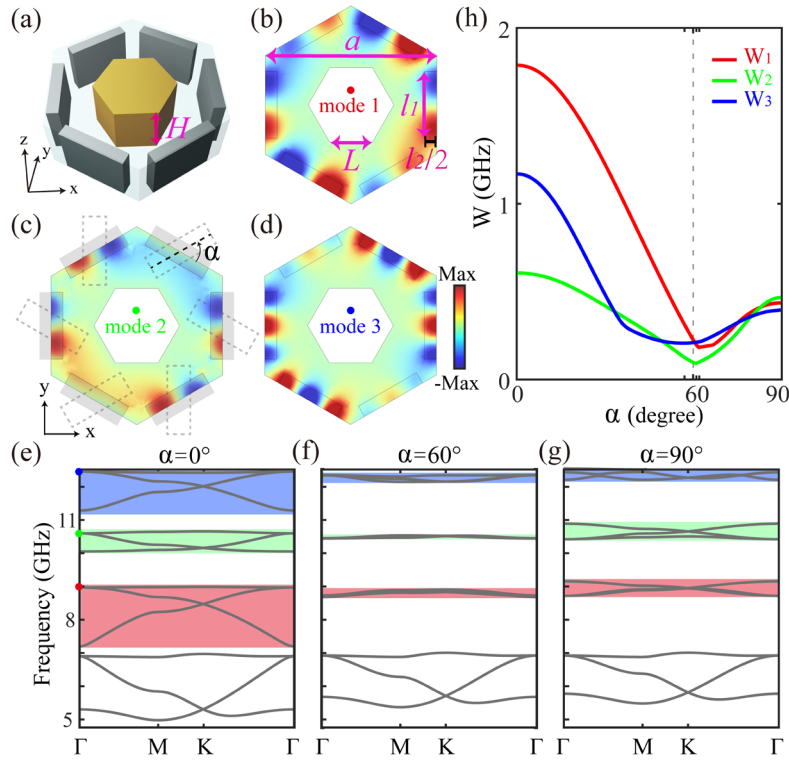 (a)
H
z
y
x
(b)
a
mode 1
l1
L
l2/2
(h)
2
W1
W2
W3
W (GHz)
1
0
0
60
90
α (degree)
(c)
α
mode 2
y
x
(d)
mode 3
Max
-Max
(e)
α=0°
(f)
α=60°
(g)
α=90°
Frequency (GHz)
11
8
5
Γ M K Γ
Γ M K Γ
Γ M K Γ